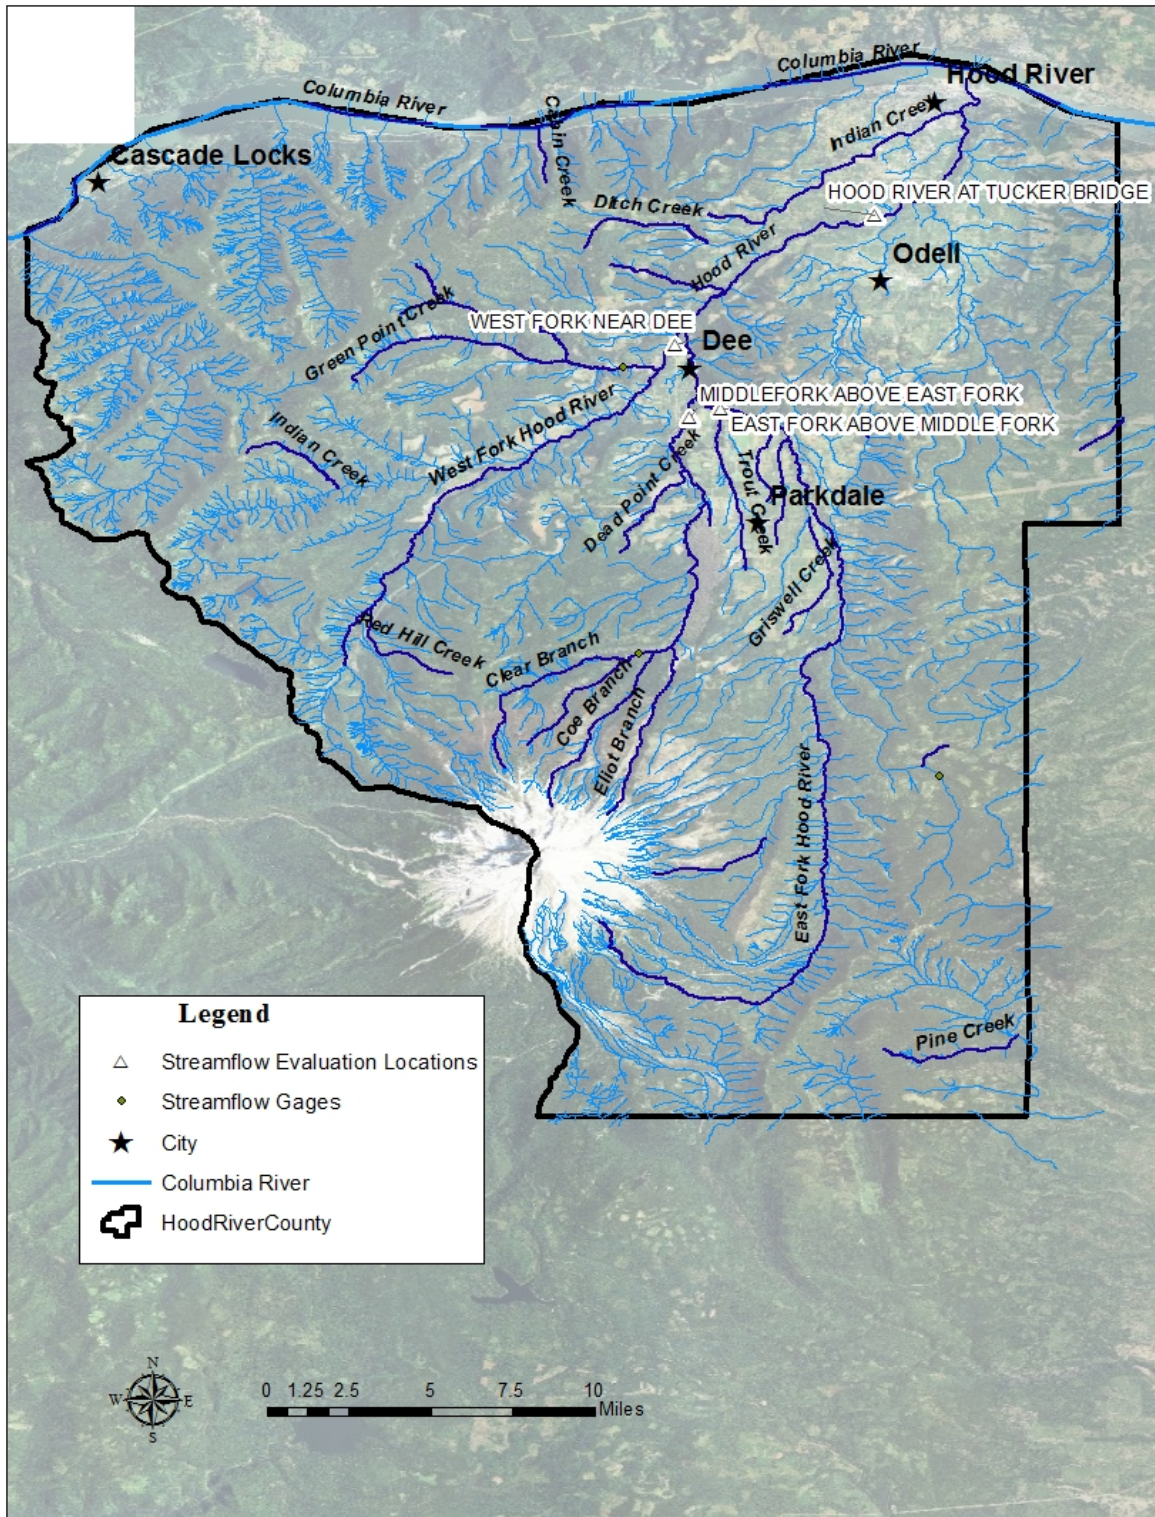 Columbia River
Hood River
Columbia River
Cabin Creek
Indian Creek
Cascade Locks
HOOD RIVER AT TUCKER BRIDGE
Ditch Creek
Hood River
Odell
Green Point Creek
WEST FORK NEAR DEE
Dee
MIDDLEFORK ABOVE EAST FORK
EAST FORK ABOVE MIDDLE FORK
West Fork Hood River
Indian Creek
Dead Point Creek
Trout Creek
Parkdale
Griswell Creek
Red Hill Creek
Clear Branch
Coe Branch
Eliot Branch
East Fork Hood River
Pine Creek
Legend
Streamflow Evaluation Locations
Streamflow Gages
City
Columbia River
HoodRiverCounty
N
W
E
S
0 1.25 2.5 5 7.5 10
Miles